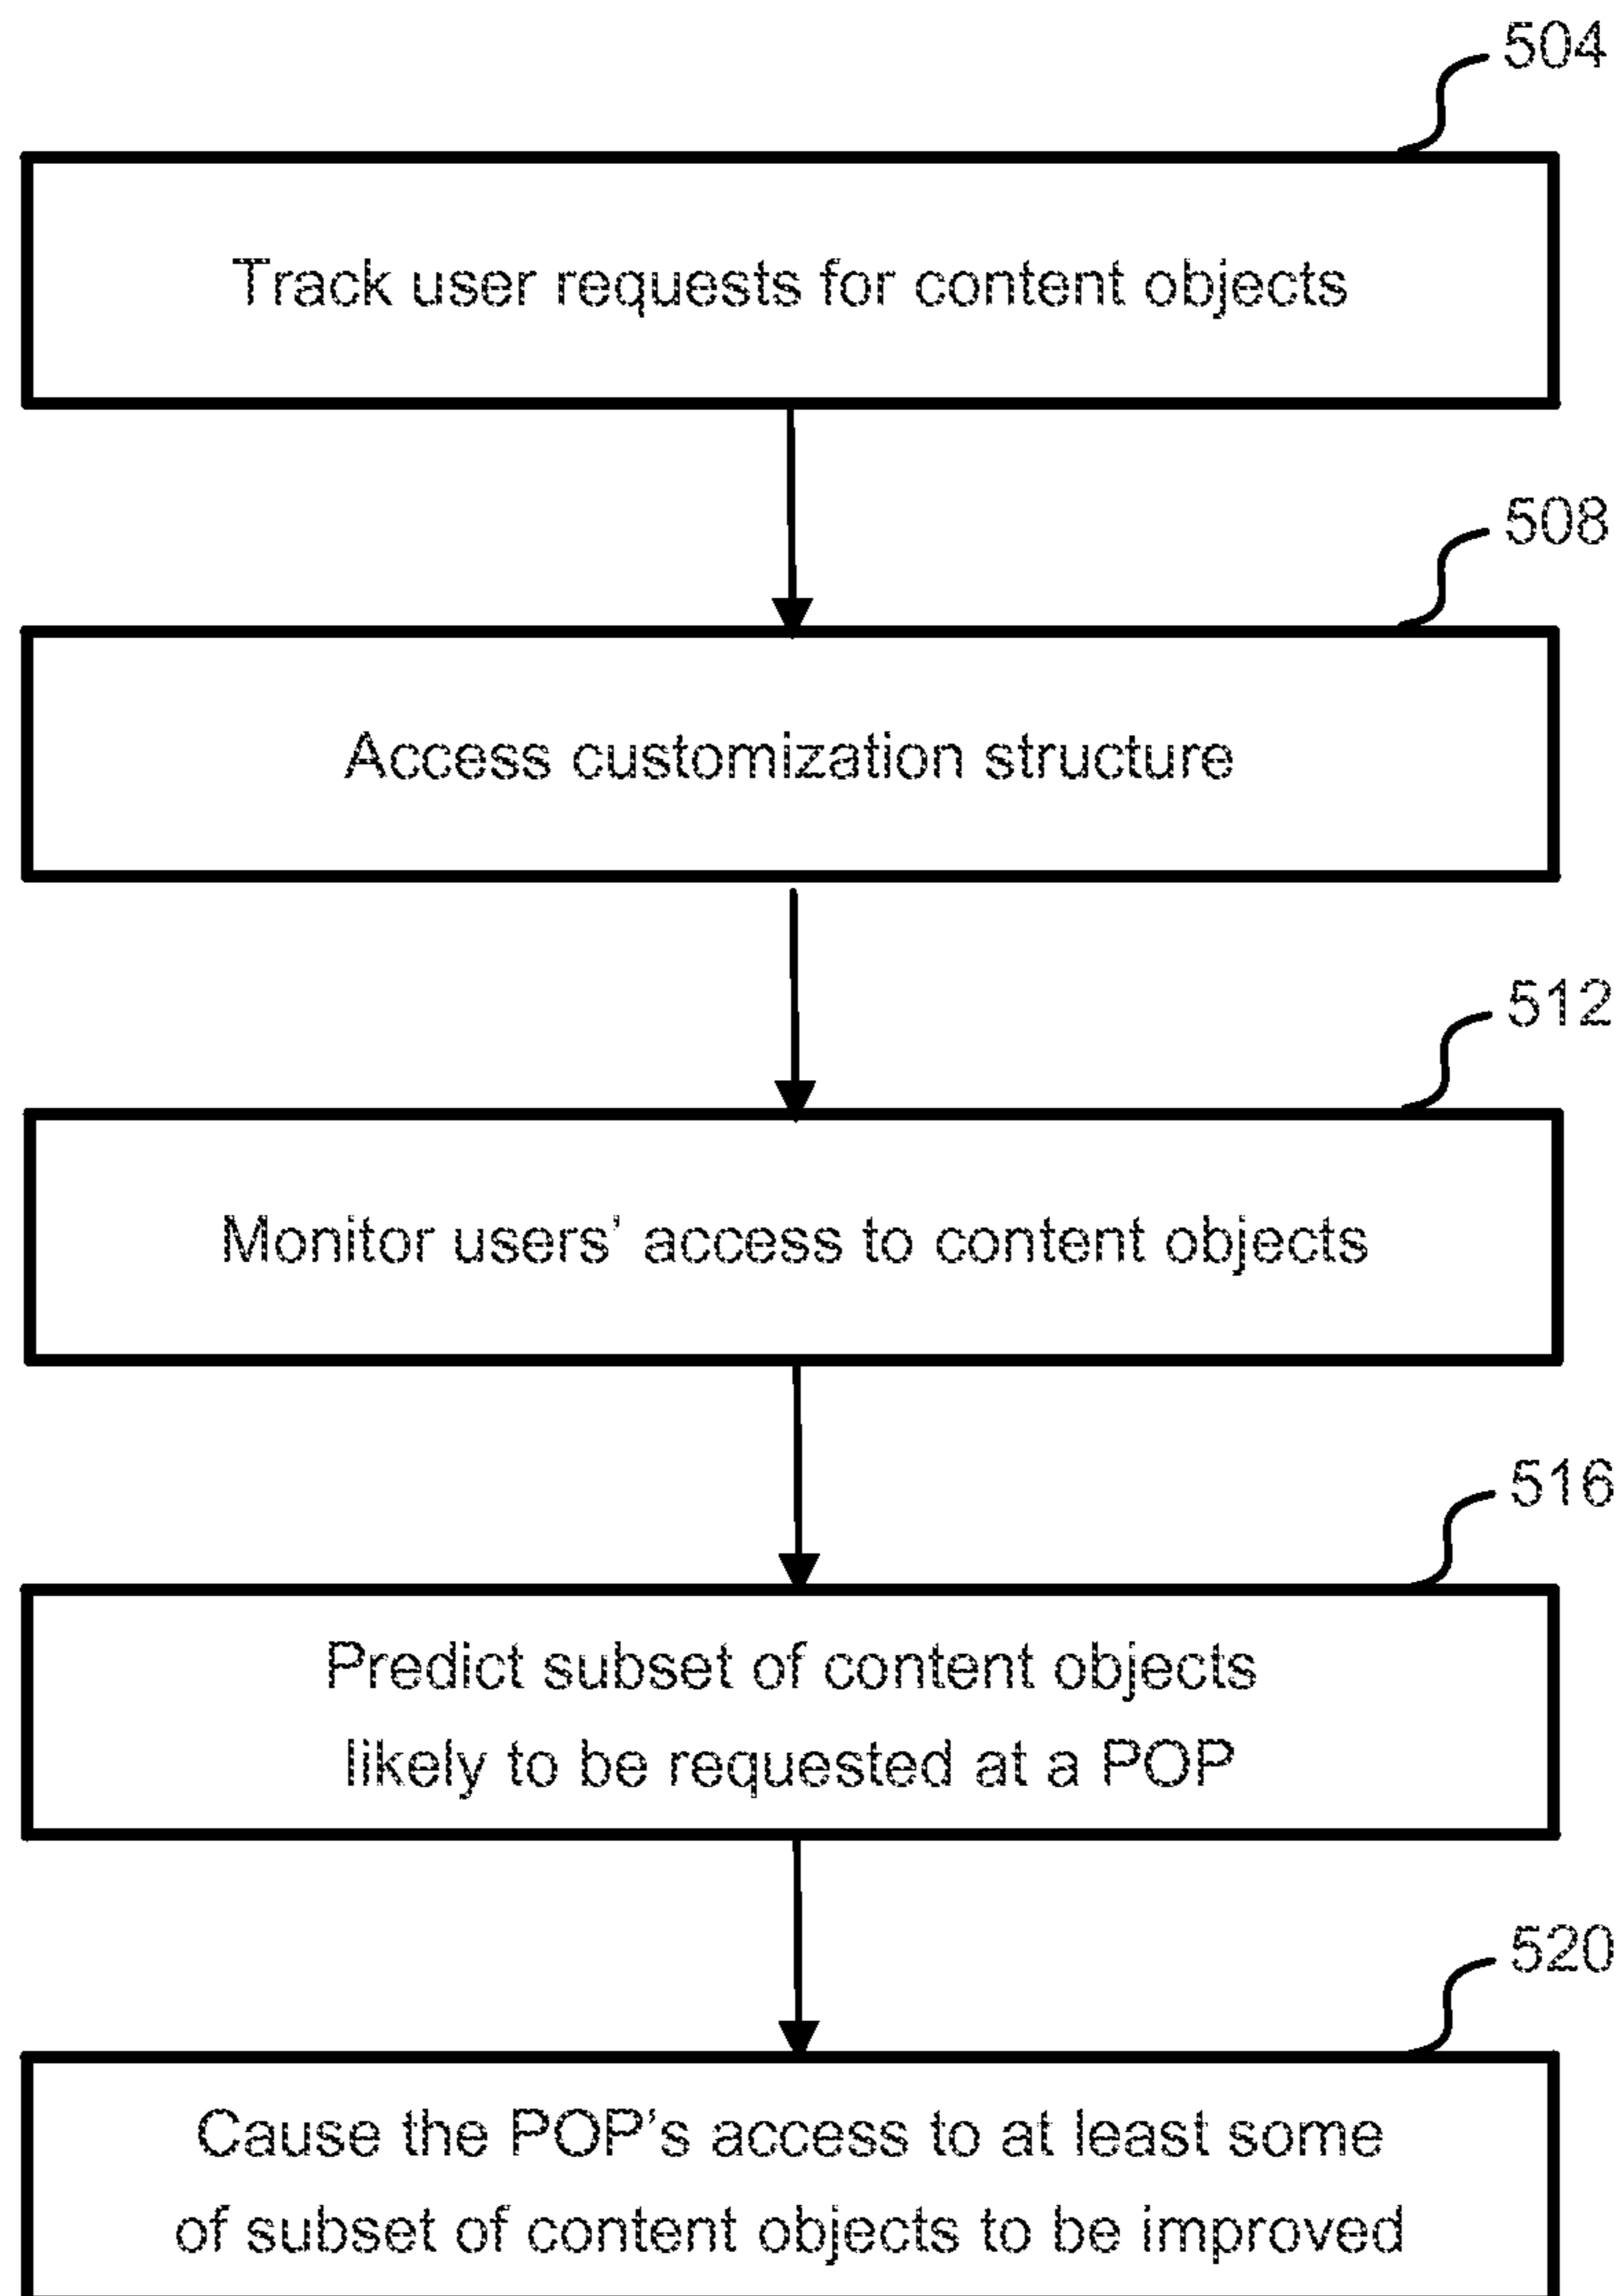 504
Track user requests for content objects
508
Access customization structure
512
Monitor users’ access to content objects
516
Predict subset of content objects
likely to be requested at a POP
520
Cause the POP’s access to at least some
of subset of content objects to be improved